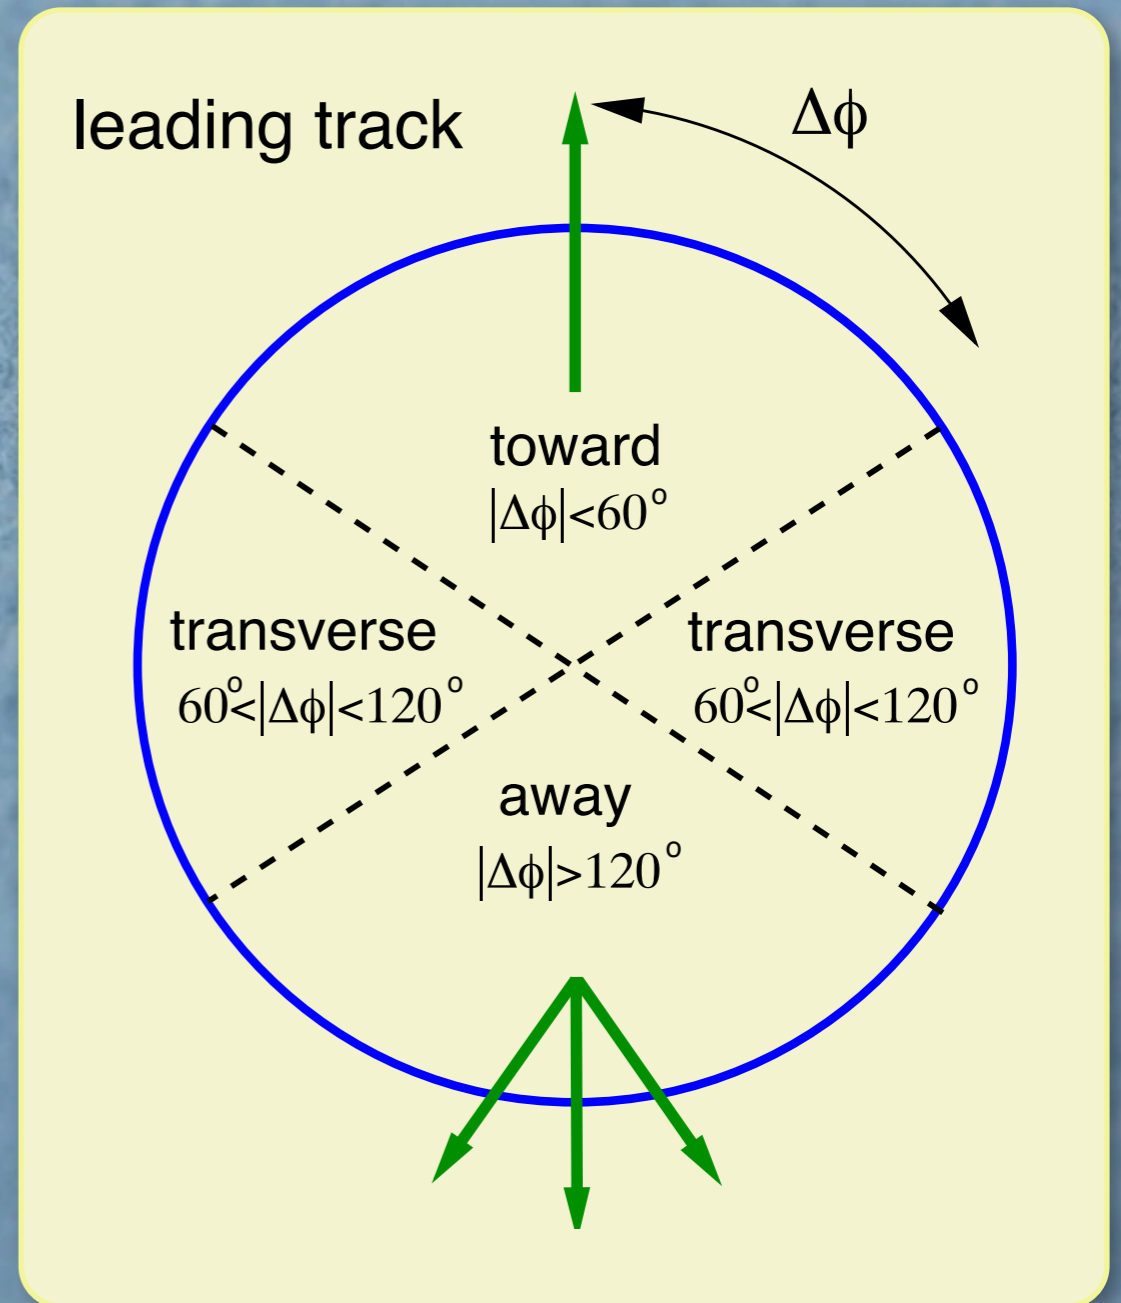 leading track
Δϕ
toward
|Δϕ|<60°
transverse
60°<|Δϕ|<120°
transverse
60°<|Δϕ|<120°
away
|Δϕ|>120°